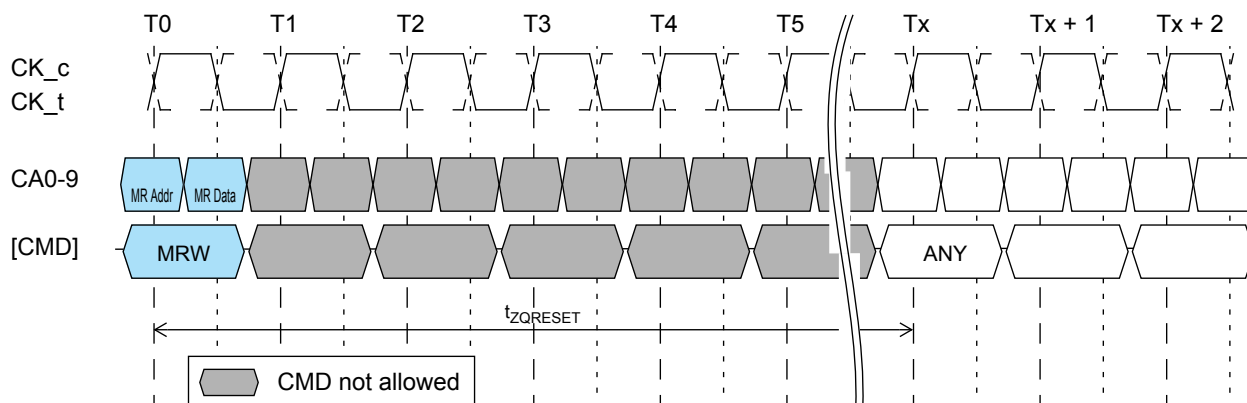 T0 T1 T2 T3 T4 T5 Tx Tx + 1 Tx + 2
CK_c
CK_t
CA0-9 MR Addr MR Data
[CMD] MRW ANY
tZQRESET
CMD not allowed